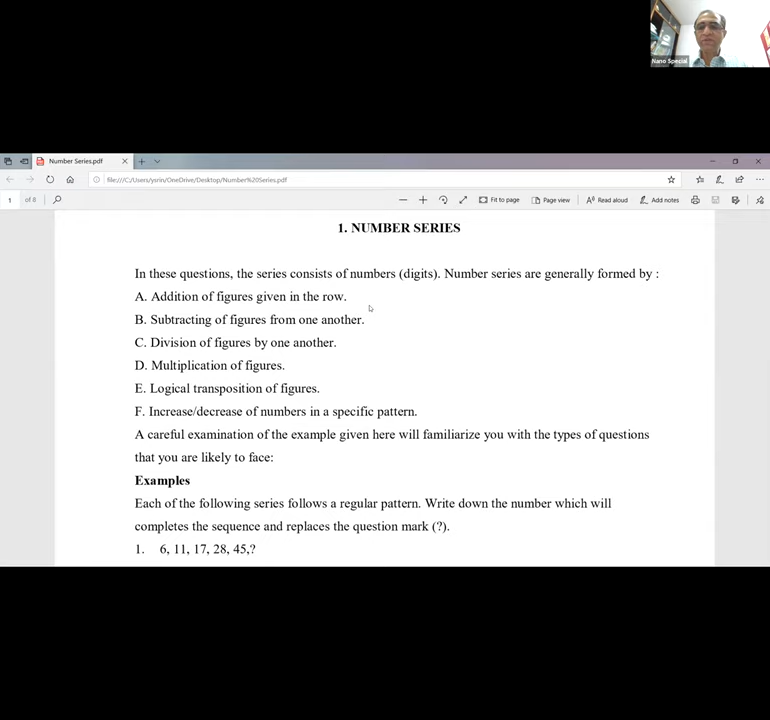 Nano Special
Number Series.pdf
file:///C:/Users/ysrin/OneDrive/Desktop/Number%20Series.pdf
1 of 8 Fit to page Page view Read aloud Add notes
1. NUMBER SERIES
In these questions, the series consists of numbers (digits). Number series are generally formed by :
A. Addition of figures given in the row.
B. Subtracting of figures from one another.
C. Division of figures by one another.
D. Multiplication of figures.
E. Logical transposition of figures.
F. Increase/decrease of numbers in a specific pattern.
A careful examination of the example given here will familiarize you with the types of questions
that you are likely to face:
Examples
Each of the following series follows a regular pattern. Write down the number which will
completes the sequence and replaces the question mark (?).
1. 6, 11, 17, 28, 45,?